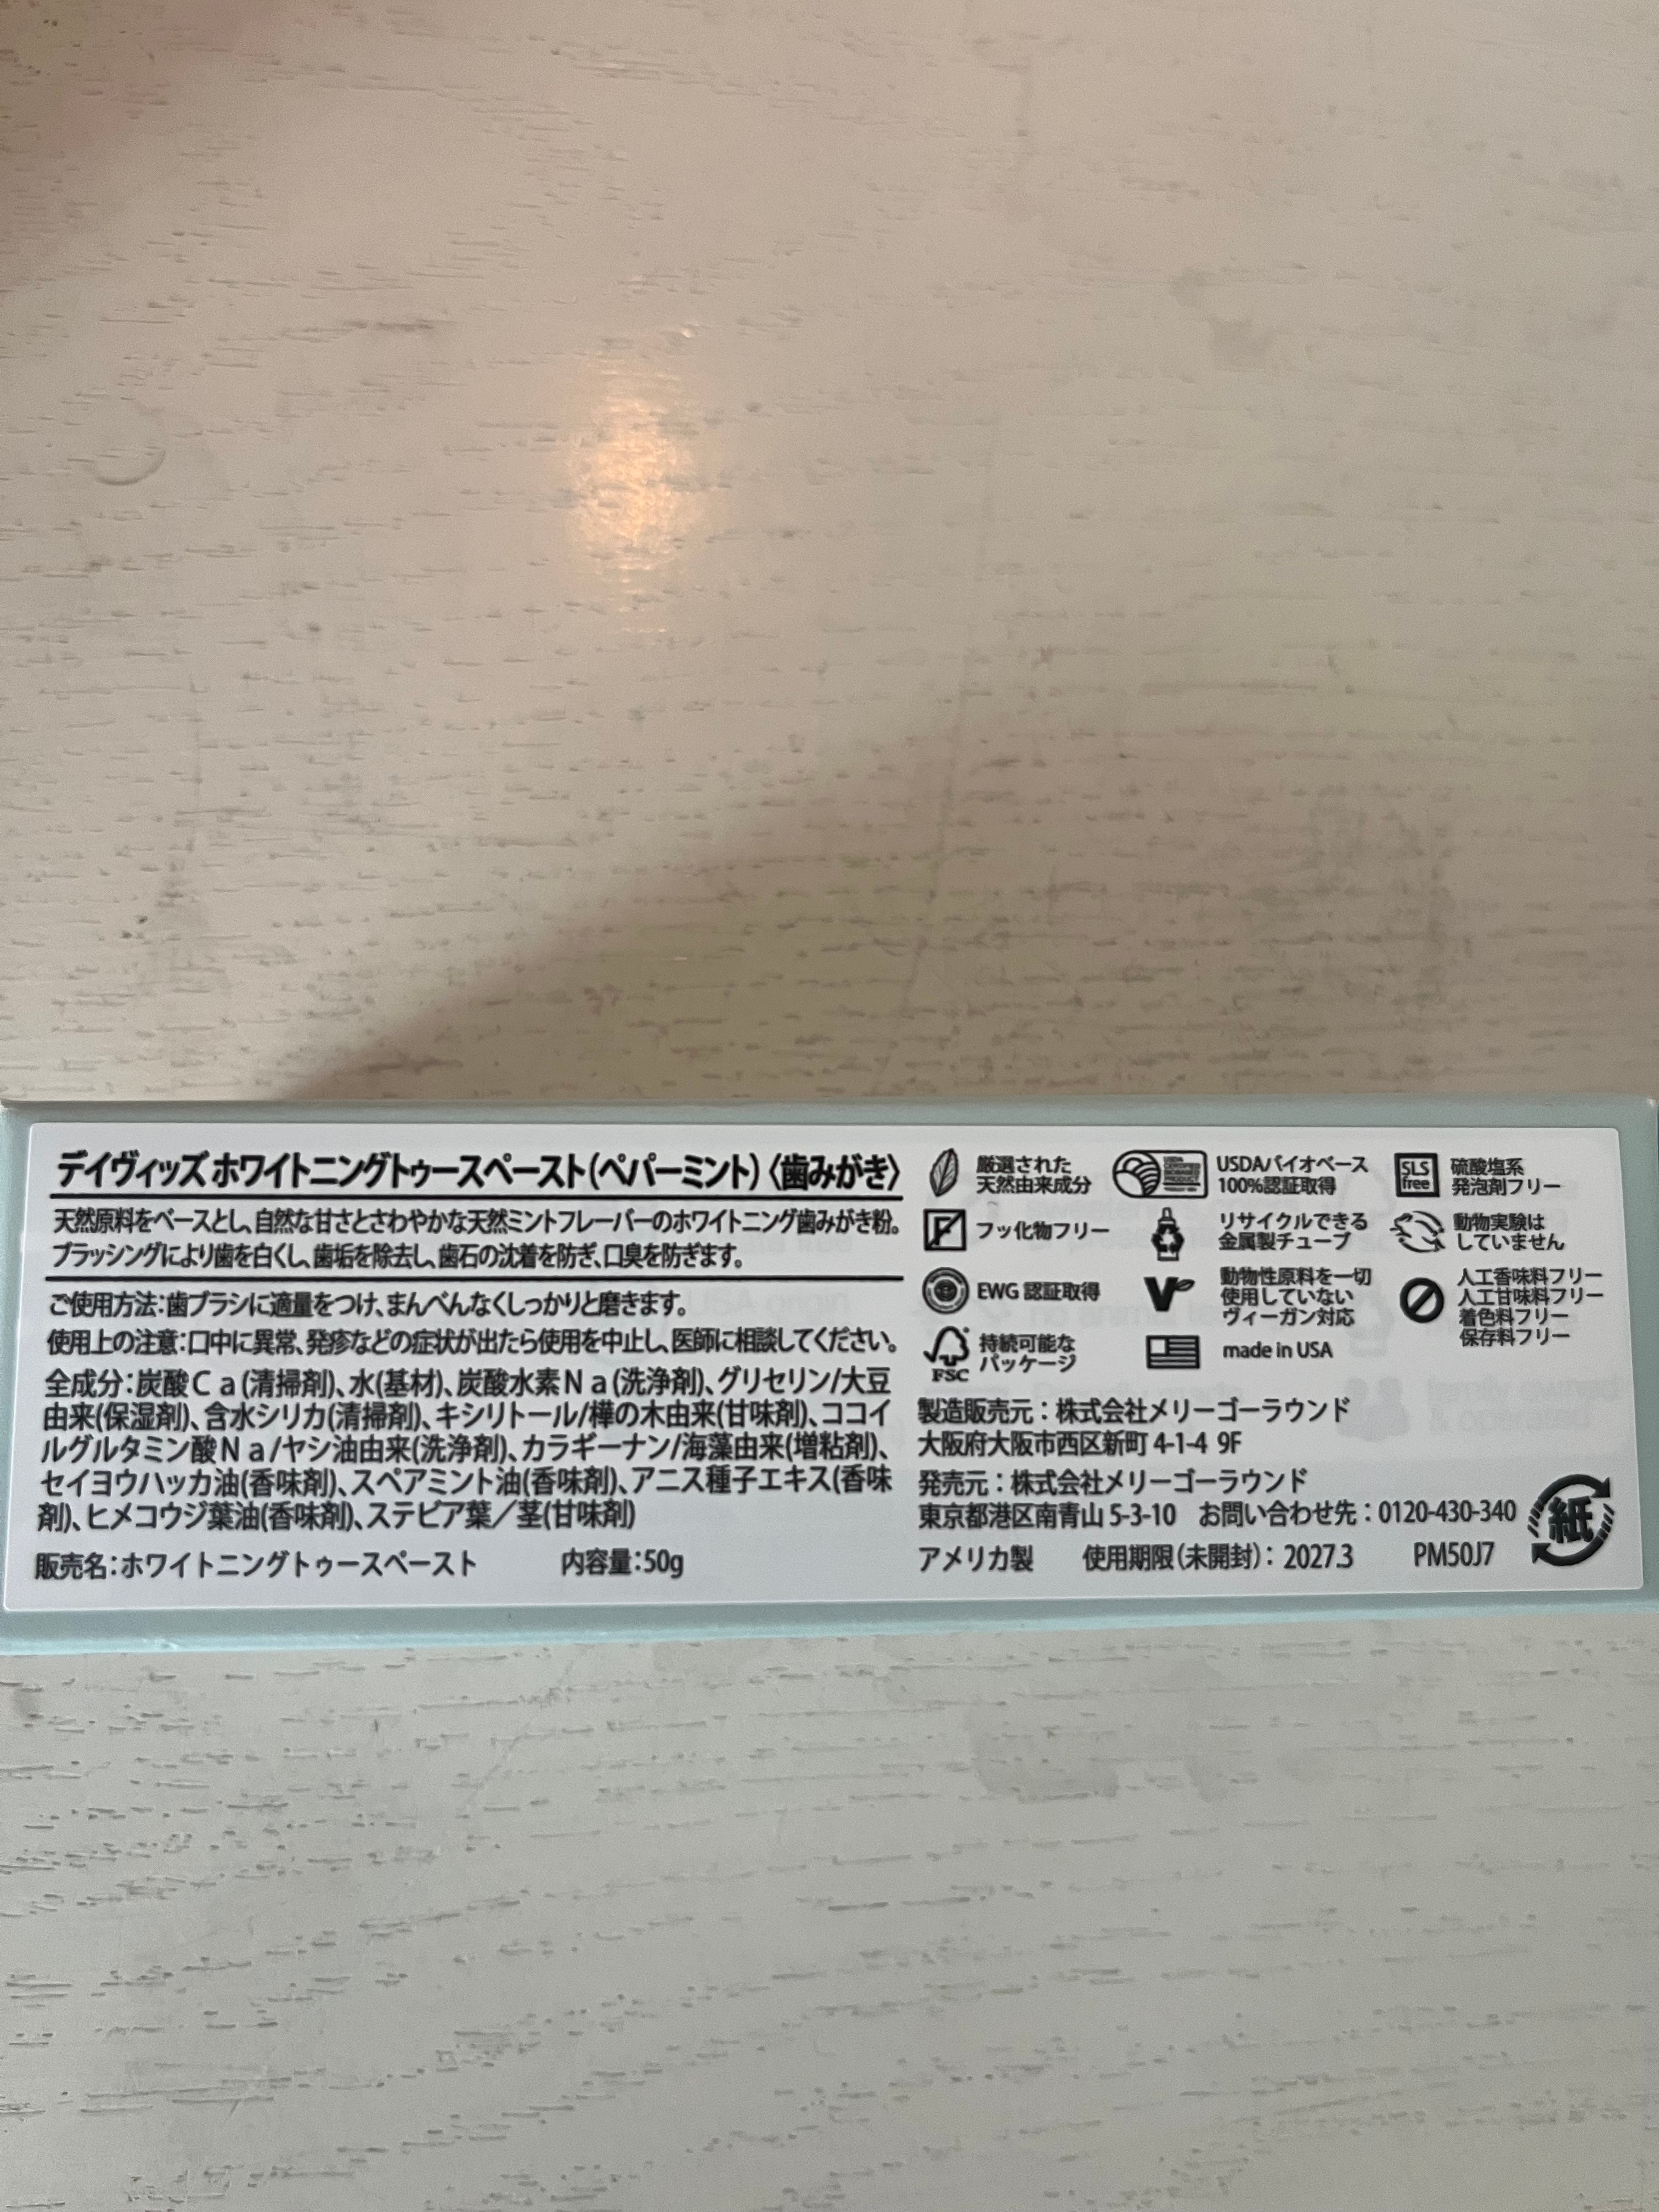 デイヴィッズ ホワイトニングトゥースペースト(ペパーミント)〈歯みがき〉
天然原料をベースとし、自然な甘さとさわやかな天然ミントフレーバーのホワイトニング歯みがき粉。
ブラッシングにより歯を白くし、歯垢を除去し、歯石の沈着を防ぎ、口臭を防ぎます。
ご使用方法:歯ブラシに適量をつけ、まんべんなくしっかりと磨きます。
使用上の注意:口中に異常、発疹などの症状が出たら使用を中止し、医師に相談してください。
全成分:炭酸Ca(清掃剤)、水(基材)、炭酸水素Na(洗浄剤)、グリセリン/大豆
由来(保湿剤)、含水シリカ(清掃剤)、キシリトール/樺の木由来(甘味剤)、ココイ
ルグルタミン酸Na/ヤシ油由来(洗浄剤)、カラギーナン/海藻由来(増粘剤)、
セイヨウハッカ油(香味剤)、スペアミント油(香味剤)、アニス種子エキス(香味
剤)、ヒメコウジ葉油(香味剤)、ステビア葉/茎(甘味剤)
販売名:ホワイトニングトゥースペースト 内容量:50g
厳選された
天然由来成分
USDA CERTIFIED BIOBASED PRODUCT
USDAバイオベース
100%認証取得
SLS
free
硫酸塩系
発泡剤フリー
F
フッ化物フリー
リサイクルできる
金属製チューブ
動物実験は
していません
EWG 認証取得
V
動物性原料を一切
使用していない
ヴィーガン対応
人工香味料フリー
人工甘味料フリー
着色料フリー
保存料フリー
FSC
持続可能な
パッケージ
made in USA
製造販売元:株式会社メリーゴーラウンド
大阪府大阪市西区新町 4-1-4 9F
発売元:株式会社メリーゴーラウンド
東京都港区南青山 5-3-10 お問い合わせ先:0120-430-340
アメリカ製 使用期限(未開封): 2027.3 PM50J7
紙